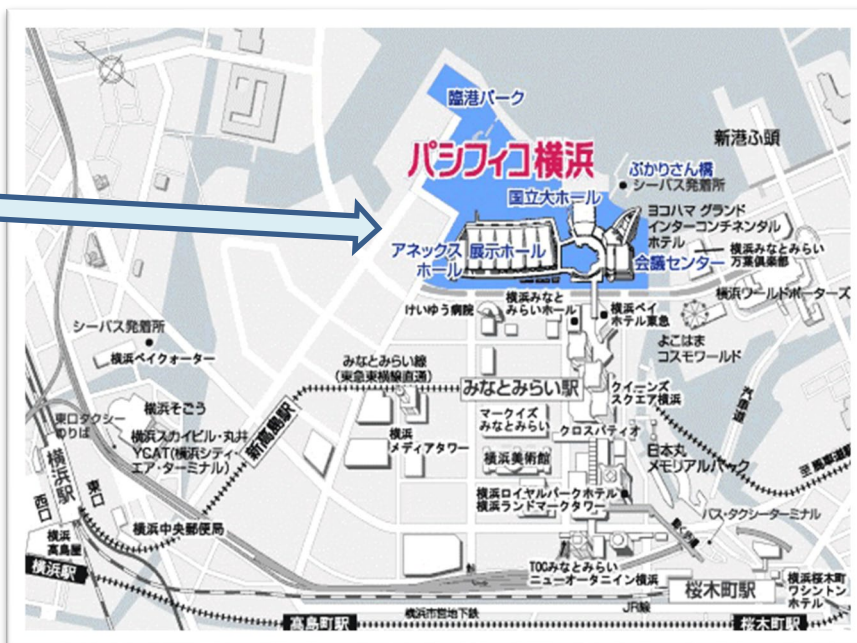 臨港パーク
パシフィコ横浜
新港ふ頭
ぷかりさん橋
シーバス発着所
国立大ホール
ヨコハマ グランド
インターコンチネンタル
ホテル
アネックス
ホール
展示ホール
会議センター
横浜みなとみらい
万葉倶楽部
けいゆう病院
横浜みなと
みらいホール
横浜ベイ
ホテル東急
横浜ワールドポーターズ
よこはま
コスモワールド
シーバス発着所
横浜ベイクォーター
みなとみらい線
(東急東横線直通)
みなとみらい駅
クイーンズ
スクエア横浜
汽車道
東口タクシー
のりば
横浜そごう
横浜スカイビル・丸井
YCAT(横浜シティ・
エア・ターミナル)
新高島駅
横浜
メディアタワー
マークイズ
みなとみらい
クロスパティオ
横浜美術館
日本丸
メモリアルパーク
至馬車道駅
横浜駅
西口
東口
横浜中央郵便局
横浜ロイヤルパークホテル
横浜ランドマークタワー
動く歩道
バス・タクシーターミナル
横浜
高島屋
横浜駅
TOCみなとみらい
ニューオータニイン横浜
桜木町駅
横浜桜木町
ワシントン
ホテル
高島町駅
横浜市営地下鉄
JR線
桜木町駅